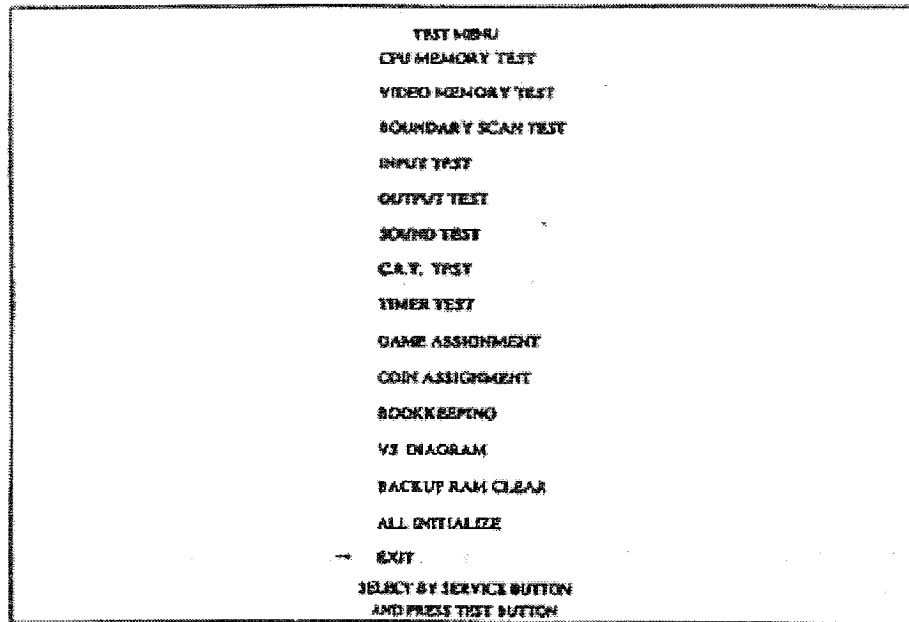 TEST MENU
CPU MEMORY TEST
VIDEO MEMORY TEST
BOUNDARY SCAN TEST
INPUT TEST
OUTPUT TEST
SOUND TEST
C.R.T. TEST
TIMER TEST
GAME ASSIGNMENT
COIN ASSIGNMENT
BOOKKEEPING
VS DIAGRAM
BACKUP RAM CLEAR
ALL INITIALIZE
→ EXIT
SELECT BY SERVICE BUTTON
AND PRESS TEST BUTTON